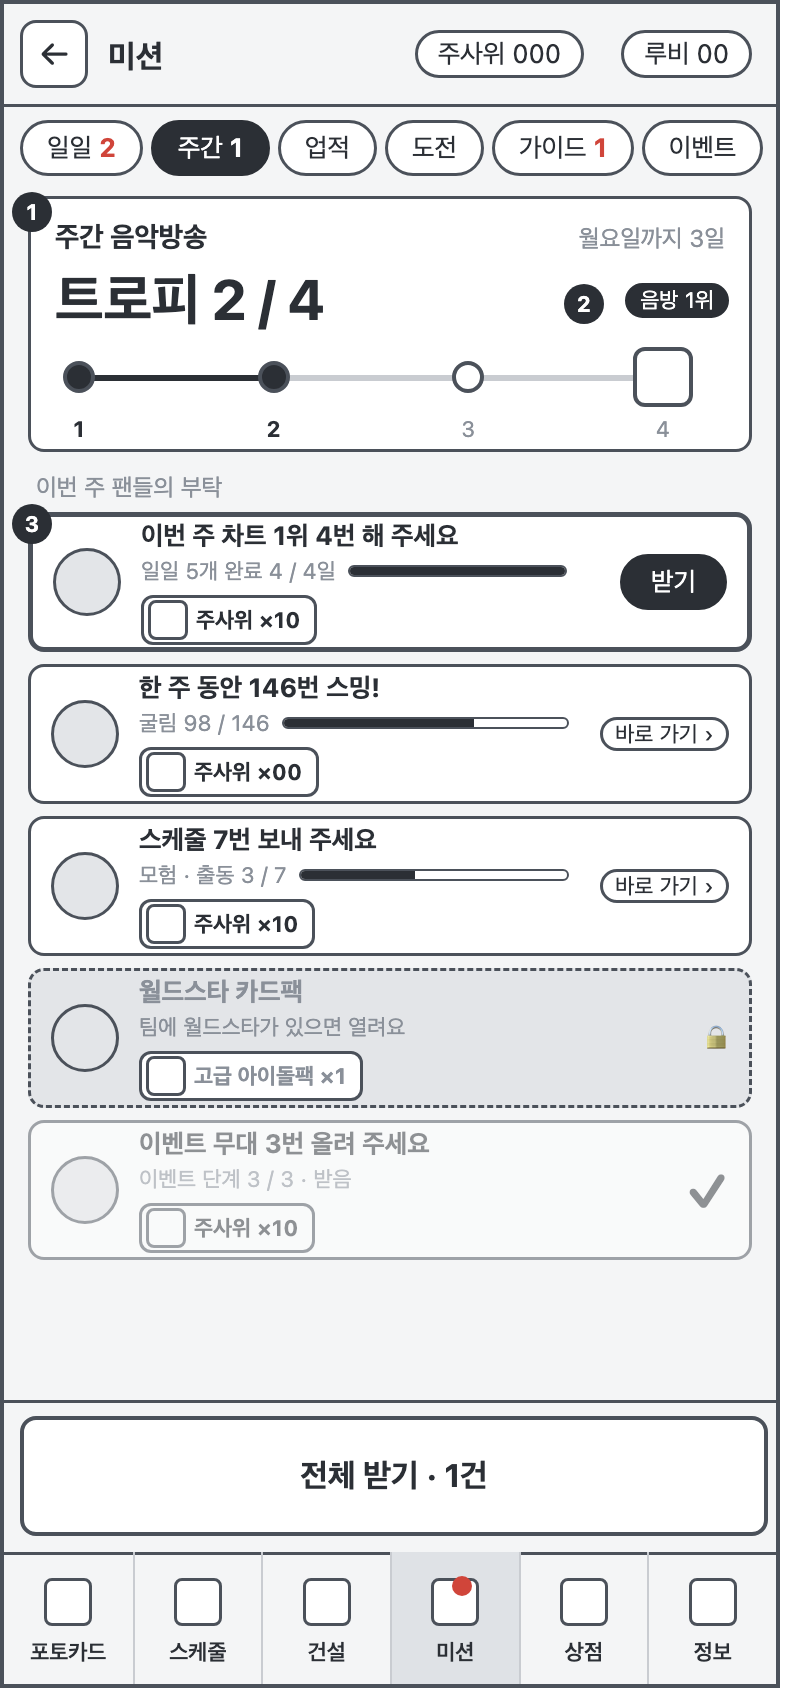 미션
주사위 000
루비 00
일일 2
주간 1
업적
도전
가이드 1
이벤트
1
주간 음악방송
월요일까지 3일
트로피 2 / 4
2
음방 1위
1
2
3
4
이번 주 팬들의 부탁
3
이번 주 차트 1위 4번 해 주세요
일일 5개 완료 4 / 4일
주사위 ×10
받기
한 주 동안 146번 스밍!
굴림 98 / 146
주사위 ×00
바로 가기 ›
스케줄 7번 보내 주세요
모험 · 출동 3 / 7
주사위 ×10
바로 가기 ›
월드스타 카드팩
팀에 월드스타가 있으면 열려요
고급 아이돌팩 ×1
이벤트 무대 3번 올려 주세요
이벤트 단계 3 / 3 · 받음
주사위 ×10
전체 받기 · 1건
포토카드
스케줄
건설
미션
상점
정보